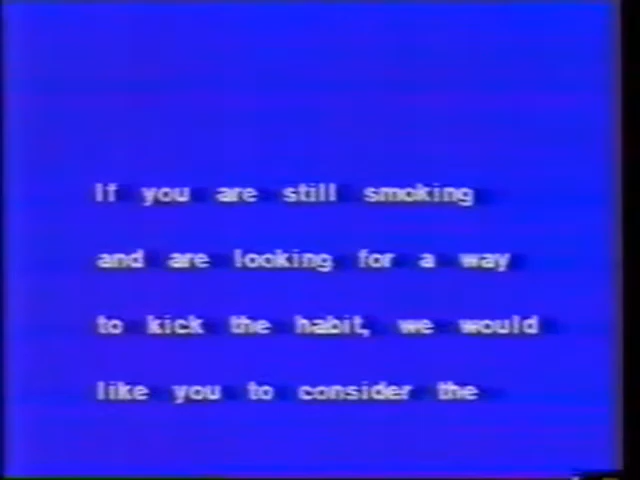 If you are still smoking
and are looking for a way
to kick the habit, we would
like you to consider the